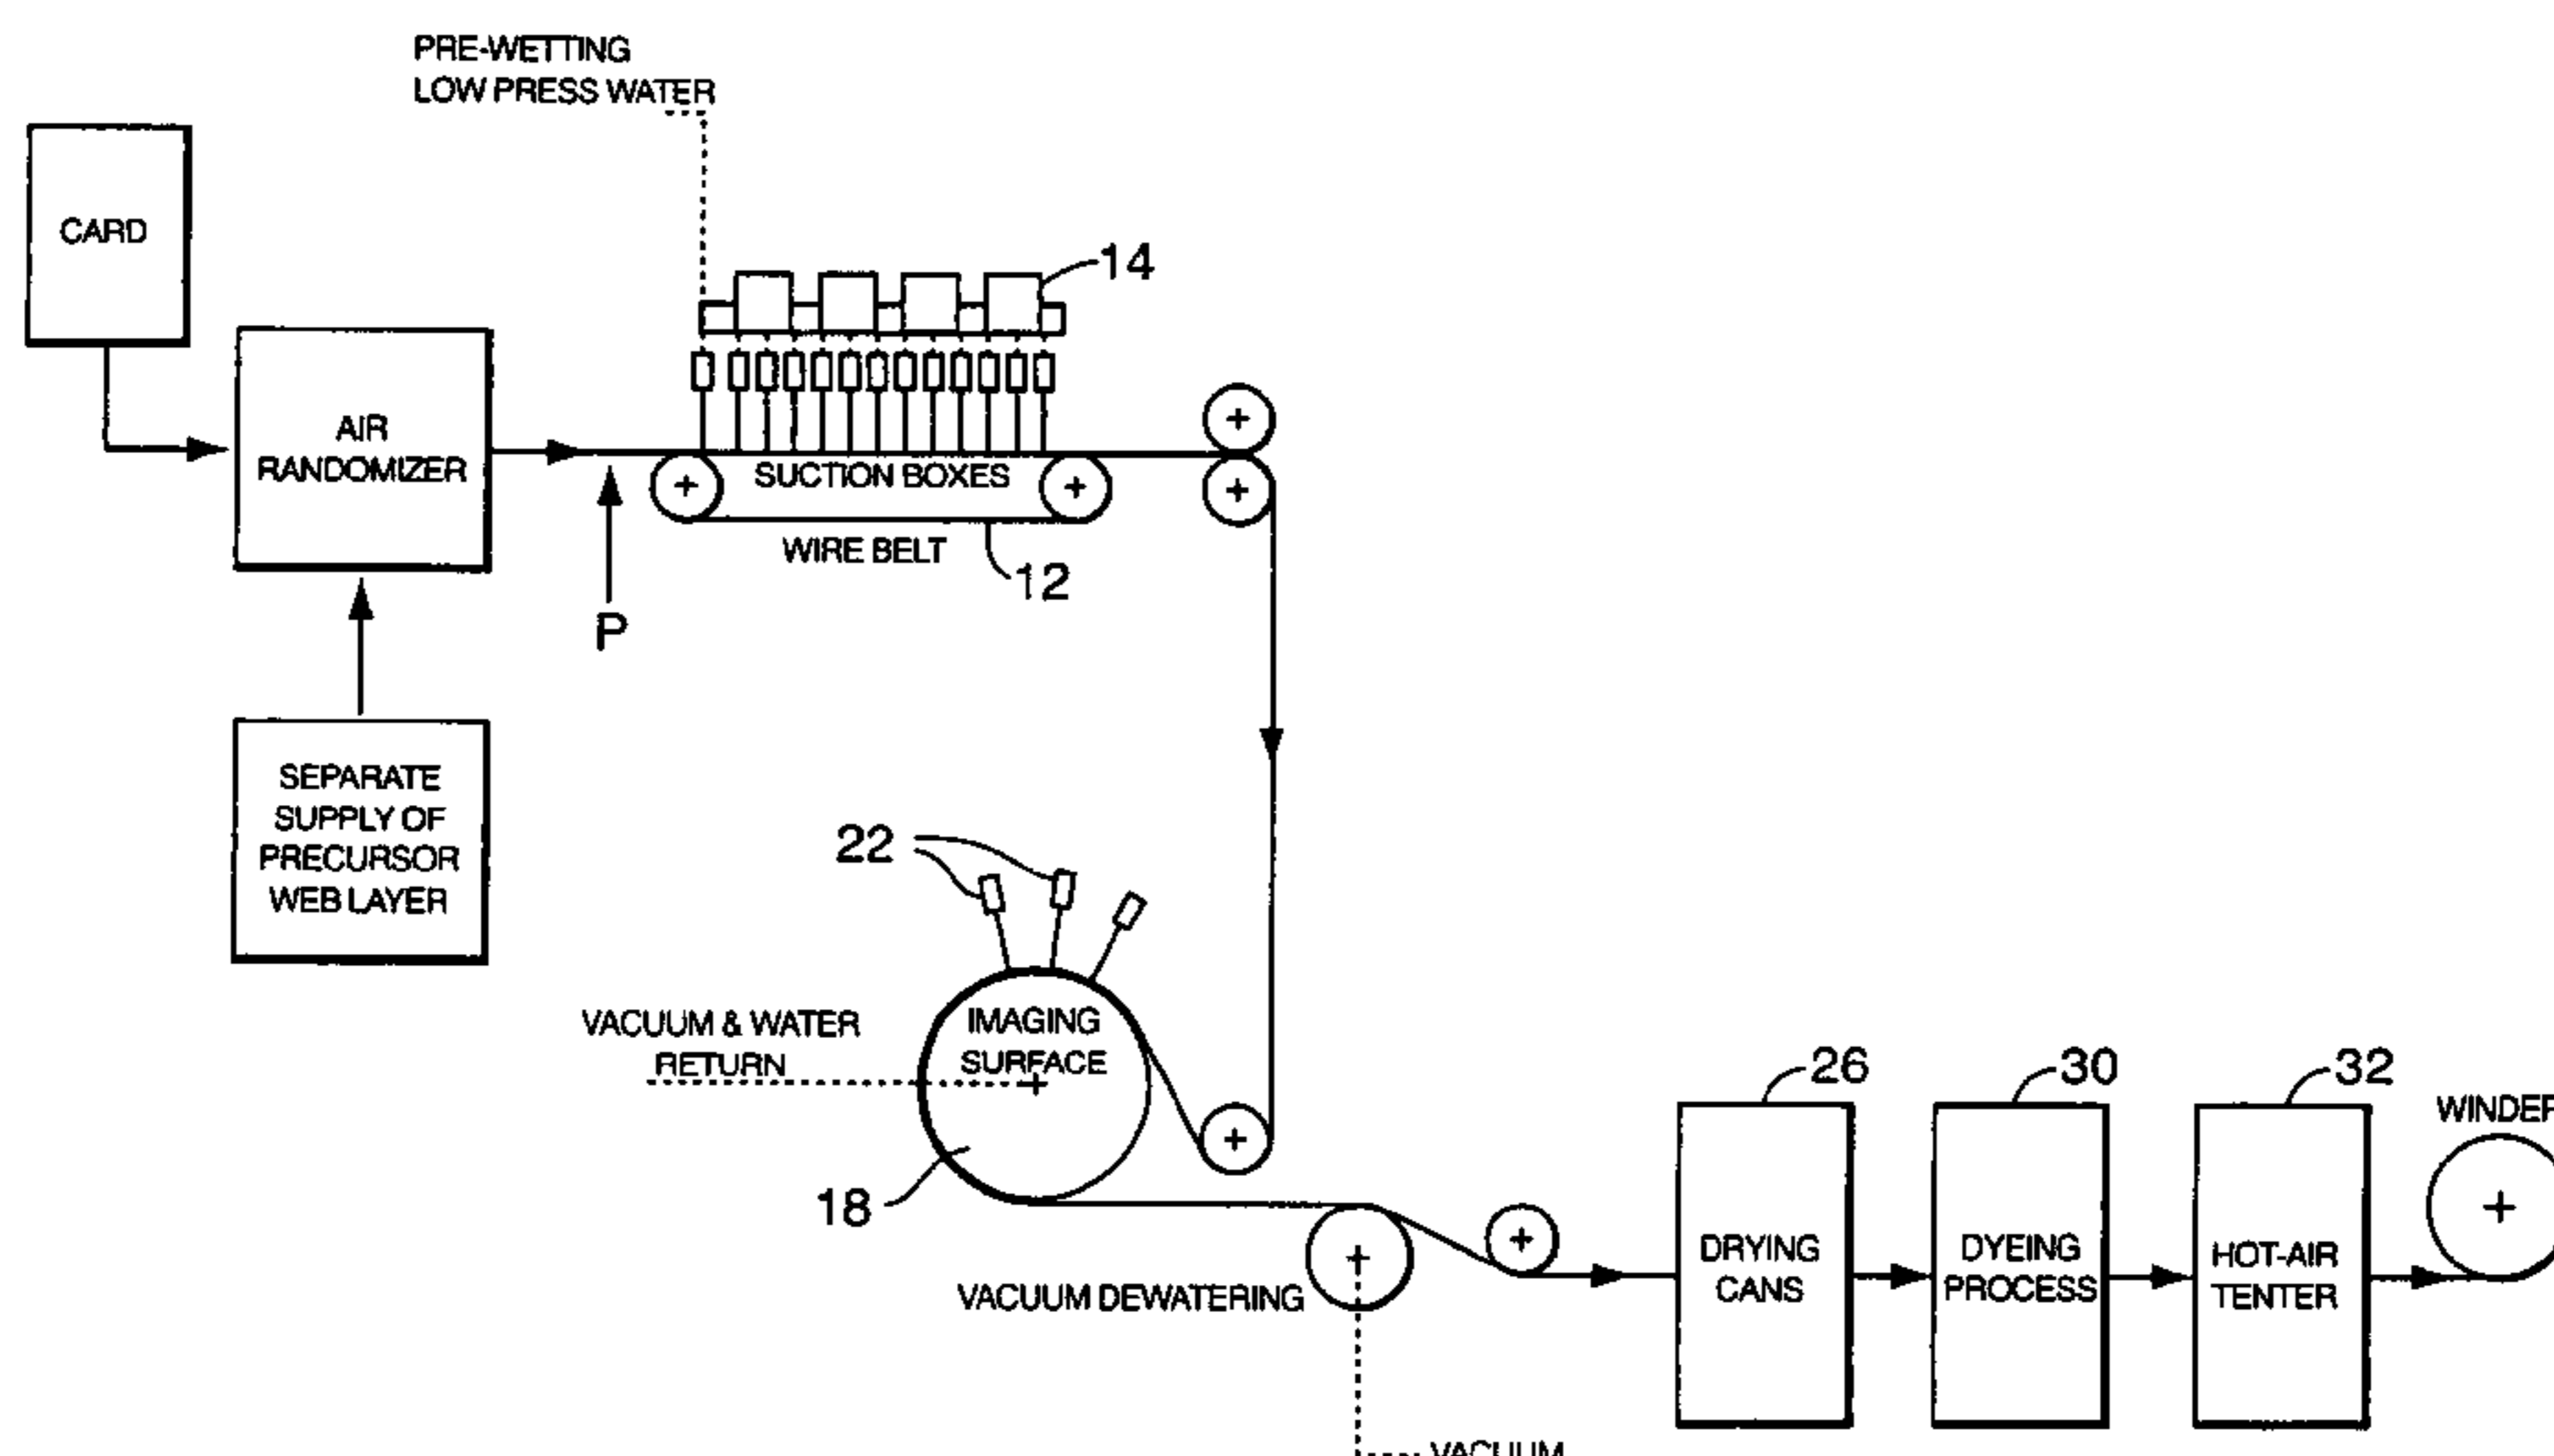 PRE-WETTING
LOW PRESS WATER
CARD
14
AIR
RANDOMIZER
SUCTION BOXES
WIRE BELT
12
P
SEPARATE
SUPPLY OF
PRECURSOR
WEB LAYER
22
VACUUM & WATER
RETURN
IMAGING
SURFACE
18
VACUUM DEWATERING
VACUUM
26
30
32
WINDER
DRYING
CANS
DYEING
PROCESS
HOT-AIR
TENTER